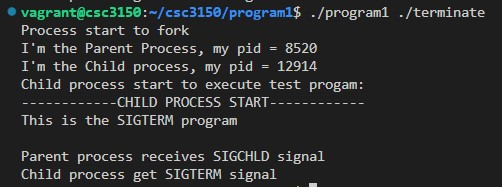 vagrant@csc3150:~/csc3150/program1$ ./program1 ./terminate
Process start to fork
I'm the Parent Process, my pid = 8520
I'm the Child process, my pid = 12914
Child process start to execute test progam:
------------CHILD PROCESS START------------
This is the SIGTERM program
Parent process receives SIGCHLD signal
Child process get SIGTERM signal